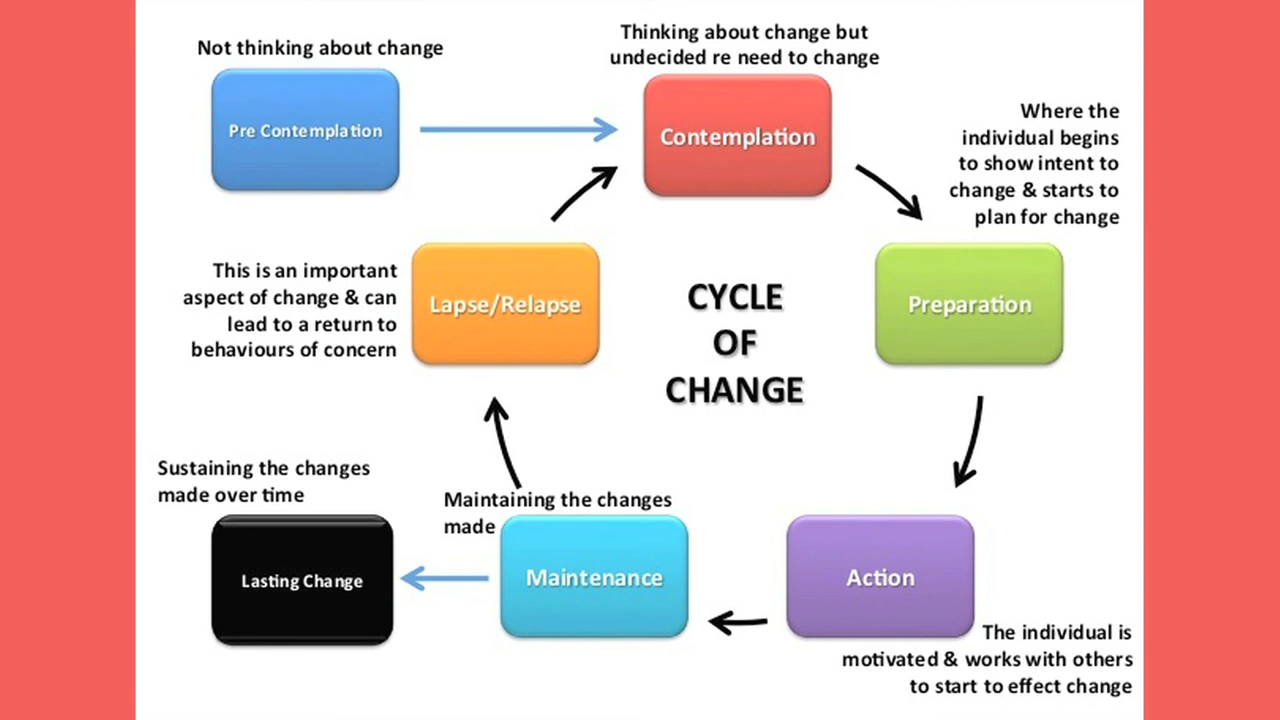 Not thinking about change
Pre Contemplation
Thinking about change but
undecided re need to change
Contemplation
Where the
individual begins
to show intent to
change & starts to
plan for change
Preparation
This is an important
aspect of change & can
lead to a return to
behaviours of concern
Lapse/Relapse
CYCLE
OF
CHANGE
Sustaining the changes
made over time
Lasting Change
Maintaining the changes
made
Maintenance
Action
The individual is
motivated & works with others
to start to effect change